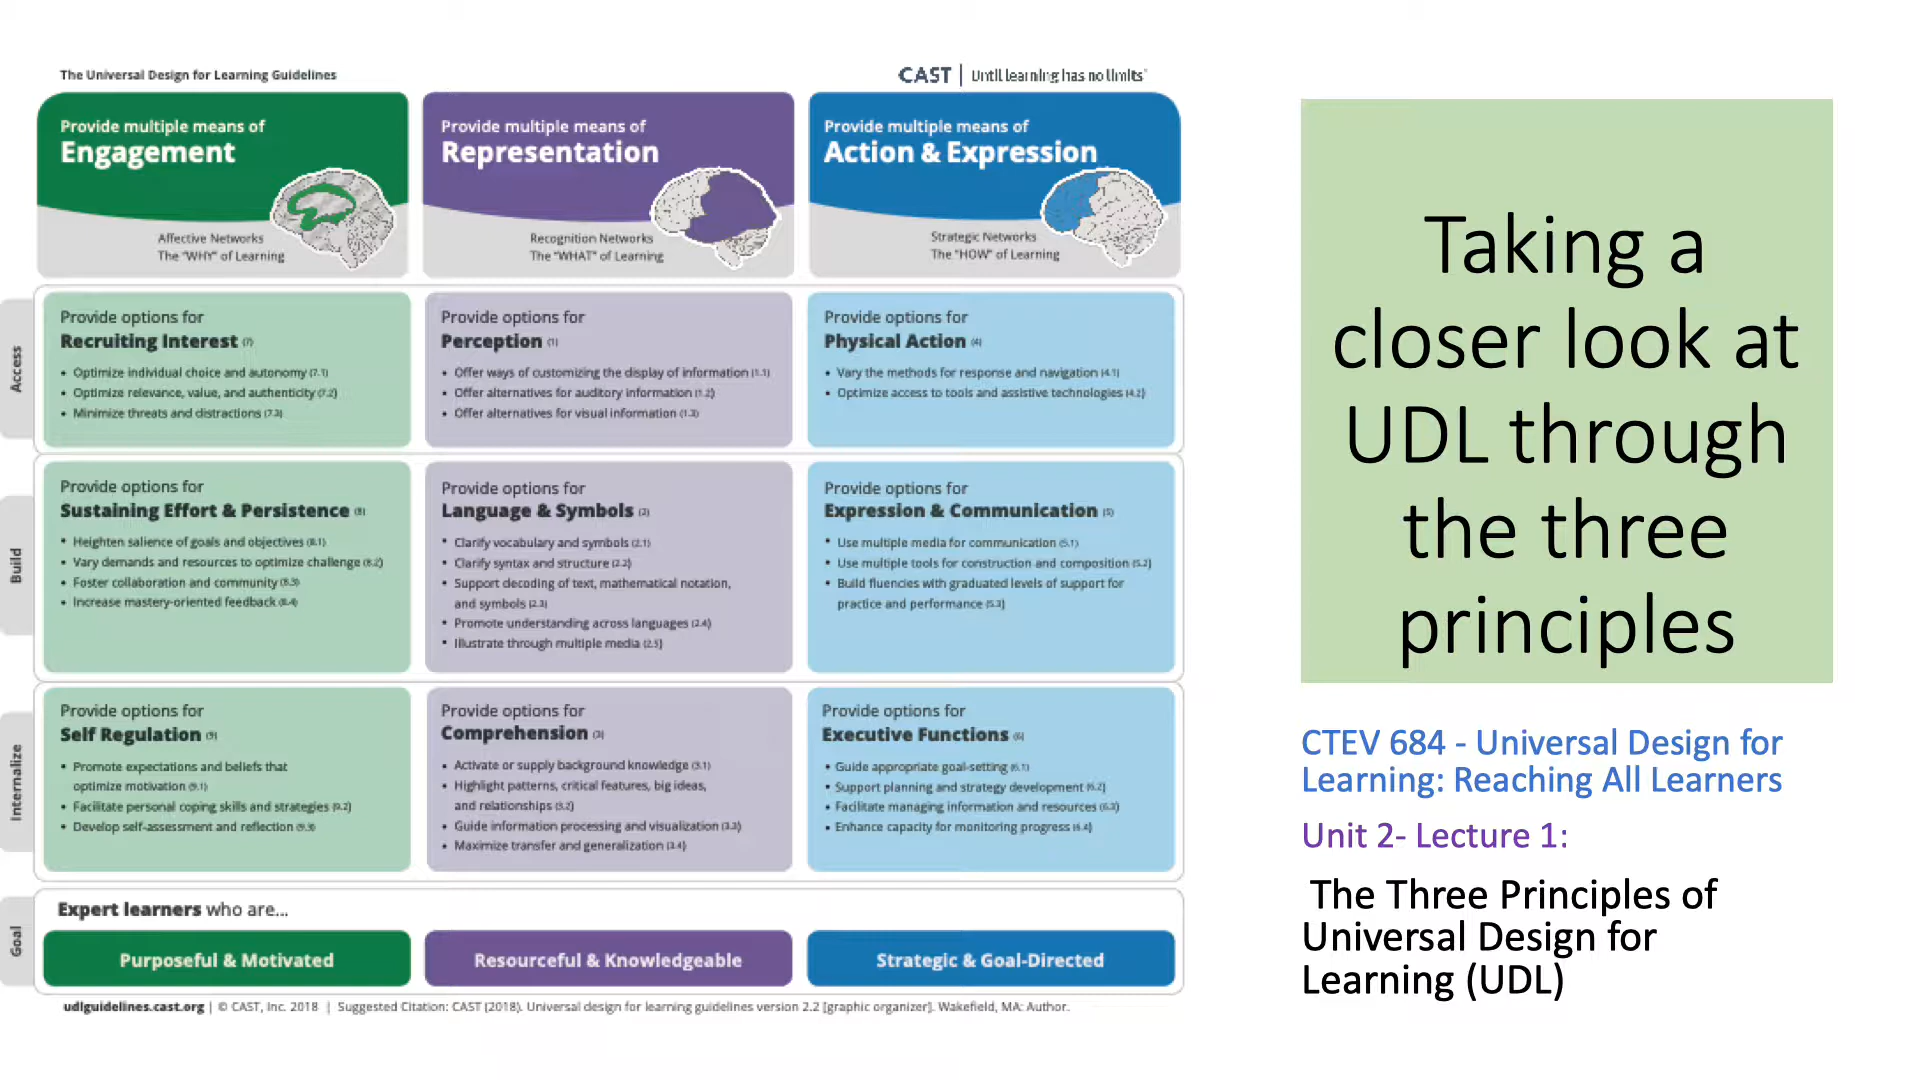 The Universal Design for Learning Guidelines
CAST | Until learning has no limits
Provide multiple means of
Engagement
Affective Networks
The "WHY" of Learning
Provide multiple means of
Representation
Recognition Networks
The "WHAT" of Learning
Provide multiple means of
Action & Expression
Strategic Networks
The "HOW" of Learning
Access
Provide options for
Recruiting Interest (7)
• Optimize individual choice and autonomy (7.1)
• Optimize relevance, value, and authenticity (7.2)
• Minimize threats and distractions (7.3)
Provide options for
Perception (1)
• Offer ways of customizing the display of information (1.1)
• Offer alternatives for auditory information (1.2)
• Offer alternatives for visual information (1.3)
Provide options for
Physical Action (4)
• Vary the methods for response and navigation (4.1)
• Optimize access to tools and assistive technologies (4.2)
Build
Provide options for
Sustaining Effort & Persistence (8)
• Heighten salience of goals and objectives (8.1)
• Vary demands and resources to optimize challenge (8.2)
• Foster collaboration and community (8.3)
• Increase mastery-oriented feedback (8.4)
Provide options for
Language & Symbols (2)
• Clarify vocabulary and symbols (2.1)
• Clarify syntax and structure (2.2)
• Support decoding of text, mathematical notation,
and symbols (2.3)
• Promote understanding across languages (2.4)
• Illustrate through multiple media (2.5)
Provide options for
Expression & Communication (5)
• Use multiple media for communication (5.1)
• Use multiple tools for construction and composition (5.2)
• Build fluencies with graduated levels of support for
practice and performance (5.3)
Internalize
Provide options for
Self Regulation (9)
• Promote expectations and beliefs that
optimize motivation (9.1)
• Facilitate personal coping skills and strategies (9.2)
• Develop self-assessment and reflection (9.3)
Provide options for
Comprehension (3)
• Activate or supply background knowledge (3.1)
• Highlight patterns, critical features, big ideas,
and relationships (3.2)
• Guide information processing and visualization (3.3)
• Maximize transfer and generalization (3.4)
Provide options for
Executive Functions (6)
• Guide appropriate goal-setting (6.1)
• Support planning and strategy development (6.2)
• Facilitate managing information and resources (6.3)
• Enhance capacity for monitoring progress (6.4)
Goal
Expert learners who are...
Purposeful & Motivated
Resourceful & Knowledgeable
Strategic & Goal-Directed
udlguidelines.cast.org | © CAST, Inc. 2018 | Suggested Citation: CAST (2018). Universal design for learning guidelines version 2.2 [graphic organizer]. Wakefield, MA: Author.
Taking a
closer look at
UDL through
the three
principles
CTEV 684 - Universal Design for
Learning: Reaching All Learners
Unit 2- Lecture 1:
The Three Principles of
Universal Design for
Learning (UDL)